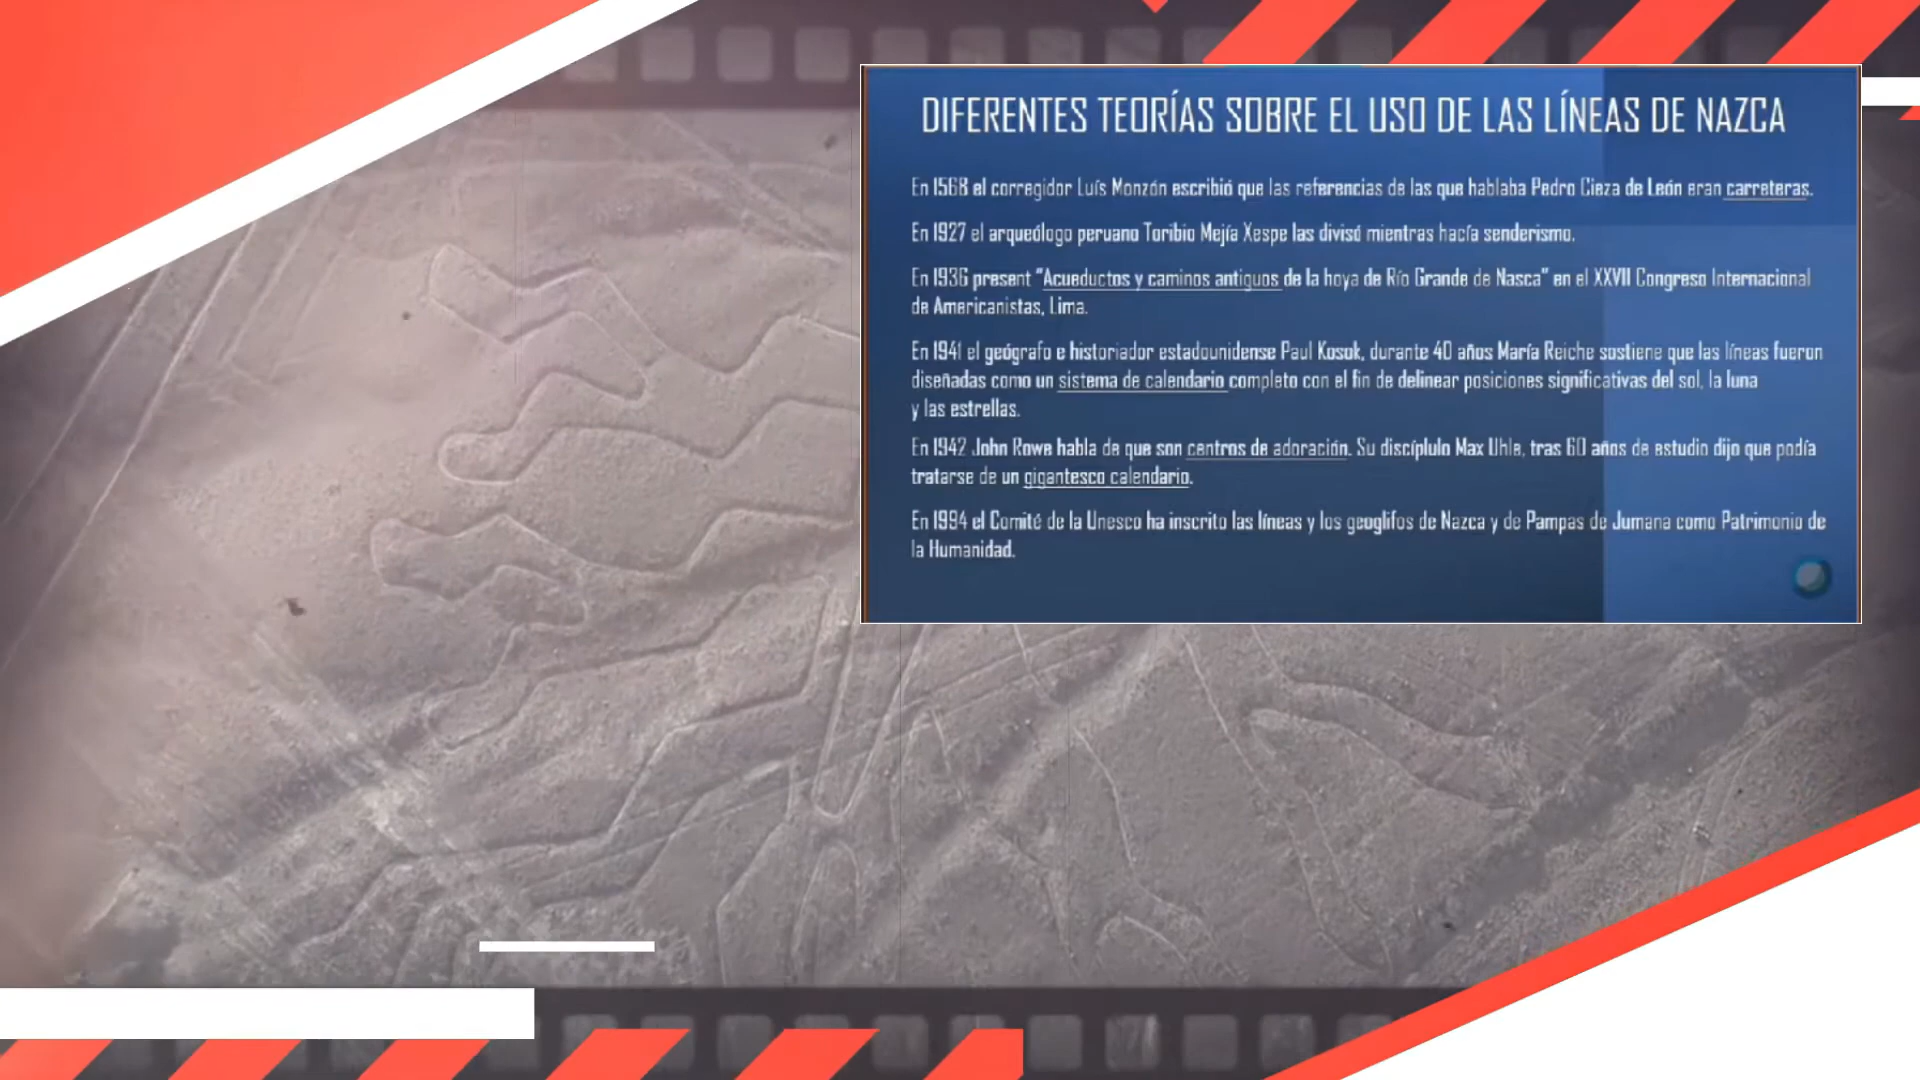 DIFERENTES TEORÍAS SOBRE EL USO DE LAS LÍNEAS DE NAZCA
En 1568 el corregidor Luís Monzón escribió que las referencias de las que hablaba Pedro Cieza de León eran carreteras.
En 1927 el arqueólogo peruano Toribio Mejía Xespe las divisó mientras hacía senderismo.
En 1936 present "Acueductos y caminos antiguos de la hoya de Río Grande de Nasca" en el XXVII Congreso Internacional
de Americanistas, Lima.
En 1941 el geógrafo e historiador estadounidense Paul Kosok, durante 40 años María Reiche sostiene que las líneas fueron
diseñadas como un sistema de calendario completo con el fin de delinear posiciones significativas del sol, la luna
y las estrellas.
En 1942 John Rowe habla de que son centros de adoración. Su discíplulo Max Uhle, tras 60 años de estudio dijo que podía
tratarse de un gigantesco calendario.
En 1994 el Comité de la Unesco ha inscrito las líneas y los geoglifos de Nazca y de Pampas de Jumana como Patrimonio de
la Humanidad.